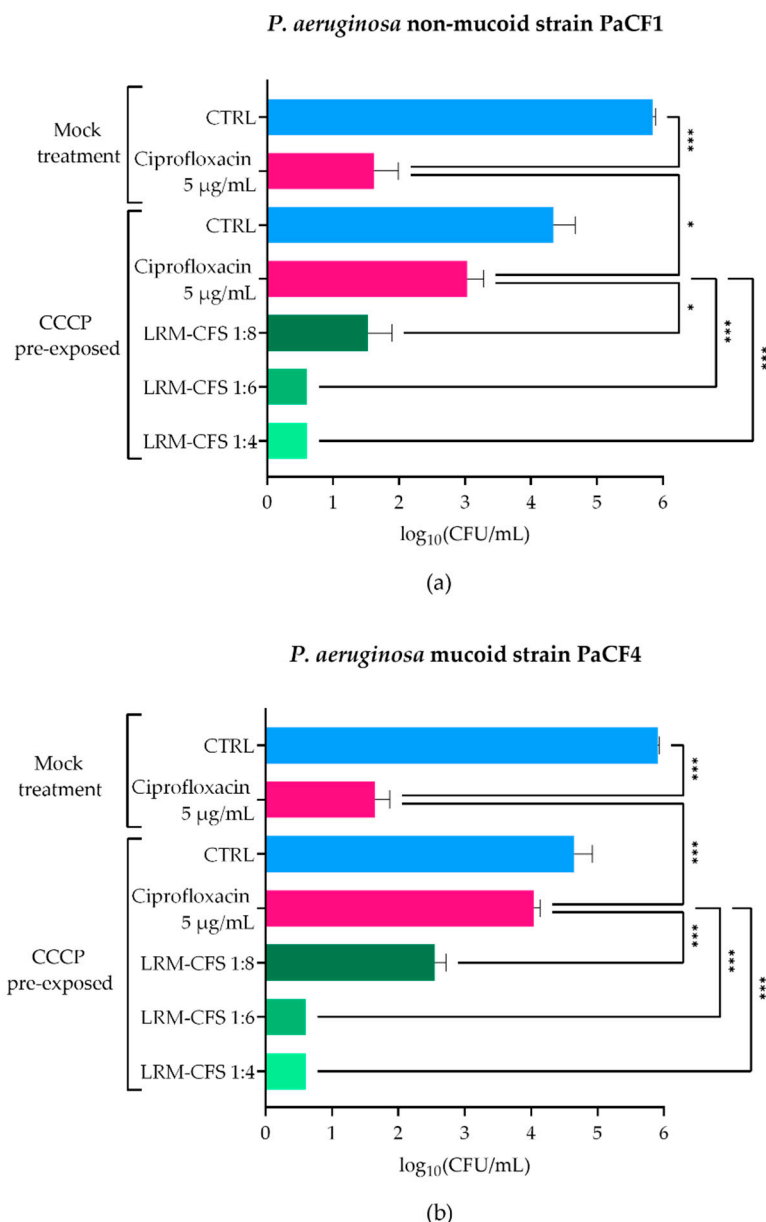 P. aeruginosa non-mucoid strain PaCF1
Mock
treatment
CTRL
Ciprofloxacin
5 μg/mL
CCCP
pre-exposed
CTRL
Ciprofloxacin
5 μg/mL
LRM-CFS 1:8
LRM-CFS 1:6
LRM-CFS 1:4
***
*
*
***
***
0 1 2 3 4 5 6
log10(CFU/mL)
(a)
P. aeruginosa mucoid strain PaCF4
Mock
treatment
CTRL
Ciprofloxacin
5 μg/mL
CCCP
pre-exposed
CTRL
Ciprofloxacin
5 μg/mL
LRM-CFS 1:8
LRM-CFS 1:6
LRM-CFS 1:4
***
***
***
***
***
0 1 2 3 4 5 6
log10(CFU/mL)
(b)